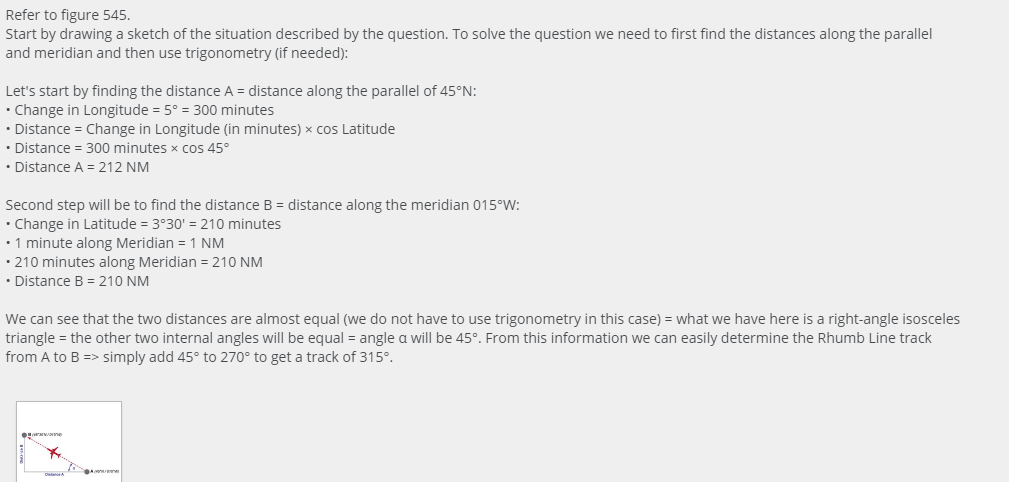 Refer to figure 545.
Start by drawing a sketch of the situation described by the question. To solve the question we need to first find the distances along the parallel
and meridian and then use trigonometry (if needed):
Let's start by finding the distance A = distance along the parallel of 45°N:
• Change in Longitude = 5° = 300 minutes
• Distance = Change in Longitude (in minutes) × cos Latitude
• Distance = 300 minutes × cos 45°
• Distance A = 212 NM
Second step will be to find the distance B = distance along the meridian 015°W:
• Change in Latitude = 3°30' = 210 minutes
• 1 minute along Meridian = 1 NM
• 210 minutes along Meridian = 210 NM
• Distance B = 210 NM
We can see that the two distances are almost equal (we do not have to use trigonometry in this case) = what we have here is a right-angle isosceles
triangle = the other two internal angles will be equal = angle α will be 45°. From this information we can easily determine the Rhumb Line track
from A to B => simply add 45° to 270° to get a track of 315°.
B
Distance B
α
A
Distance A